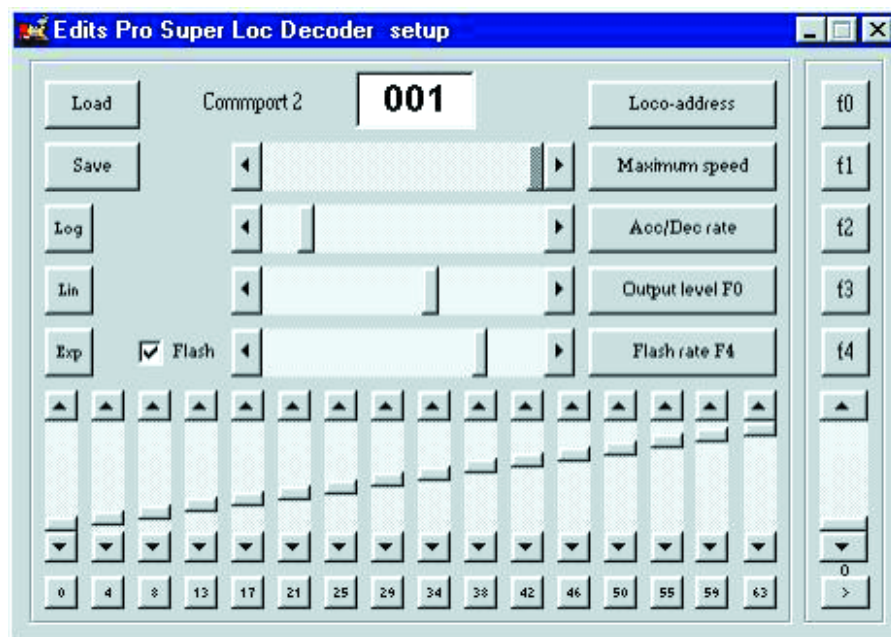 Edits Pro Super Loc Decoder setup
Load Commport 2 001 Loco-address f0
Save Maximum speed f1
Log Acc/Dec rate f2
Lin Output level F0 f3
Exp Flash Flash rate F4 f4
0
0 4 8 13 17 21 25 29 34 38 42 46 50 55 59 63 >